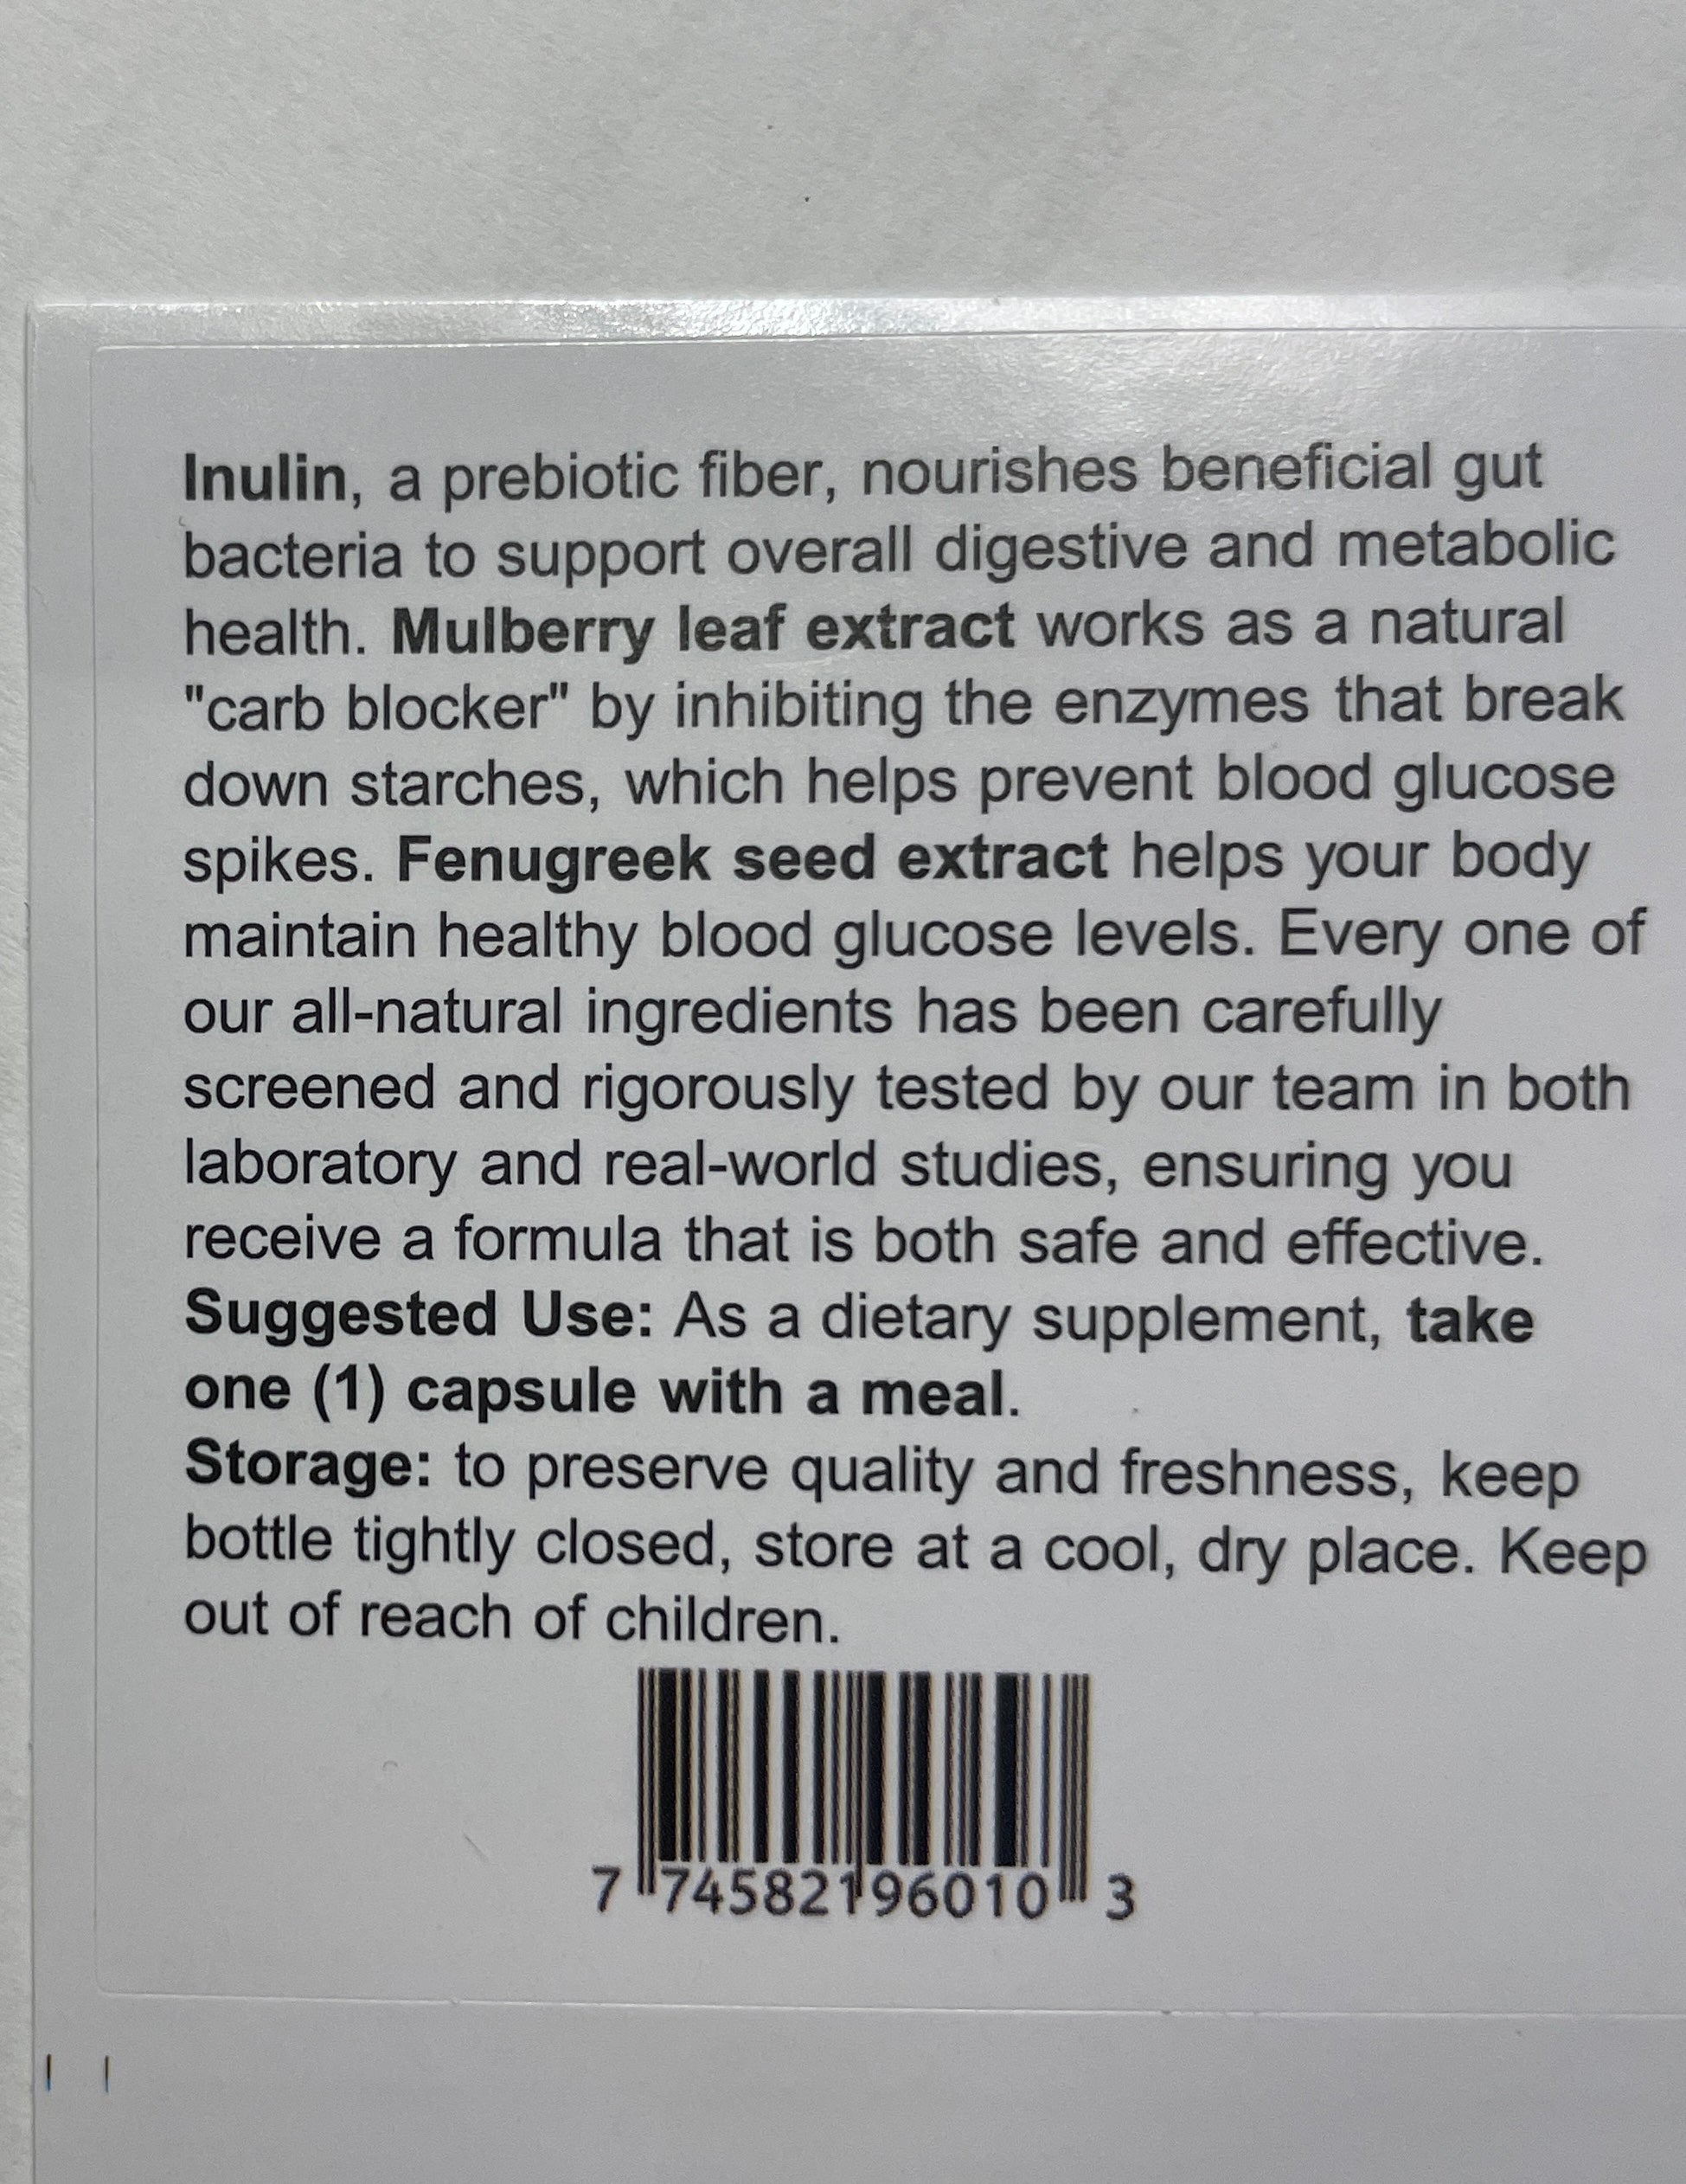 Inulin, a prebiotic fiber, nourishes beneficial gut
bacteria to support overall digestive and metabolic
health. Mulberry leaf extract works as a natural
"carb blocker" by inhibiting the enzymes that break
down starches, which helps prevent blood glucose
spikes. Fenugreek seed extract helps your body
maintain healthy blood glucose levels. Every one of
our all-natural ingredients has been carefully
screened and rigorously tested by our team in both
laboratory and real-world studies, ensuring you
receive a formula that is both safe and effective.
Suggested Use: As a dietary supplement, take
one (1) capsule with a meal.
Storage: to preserve quality and freshness, keep
bottle tightly closed, store at a cool, dry place. Keep
out of reach of children.
7 74582196010 3